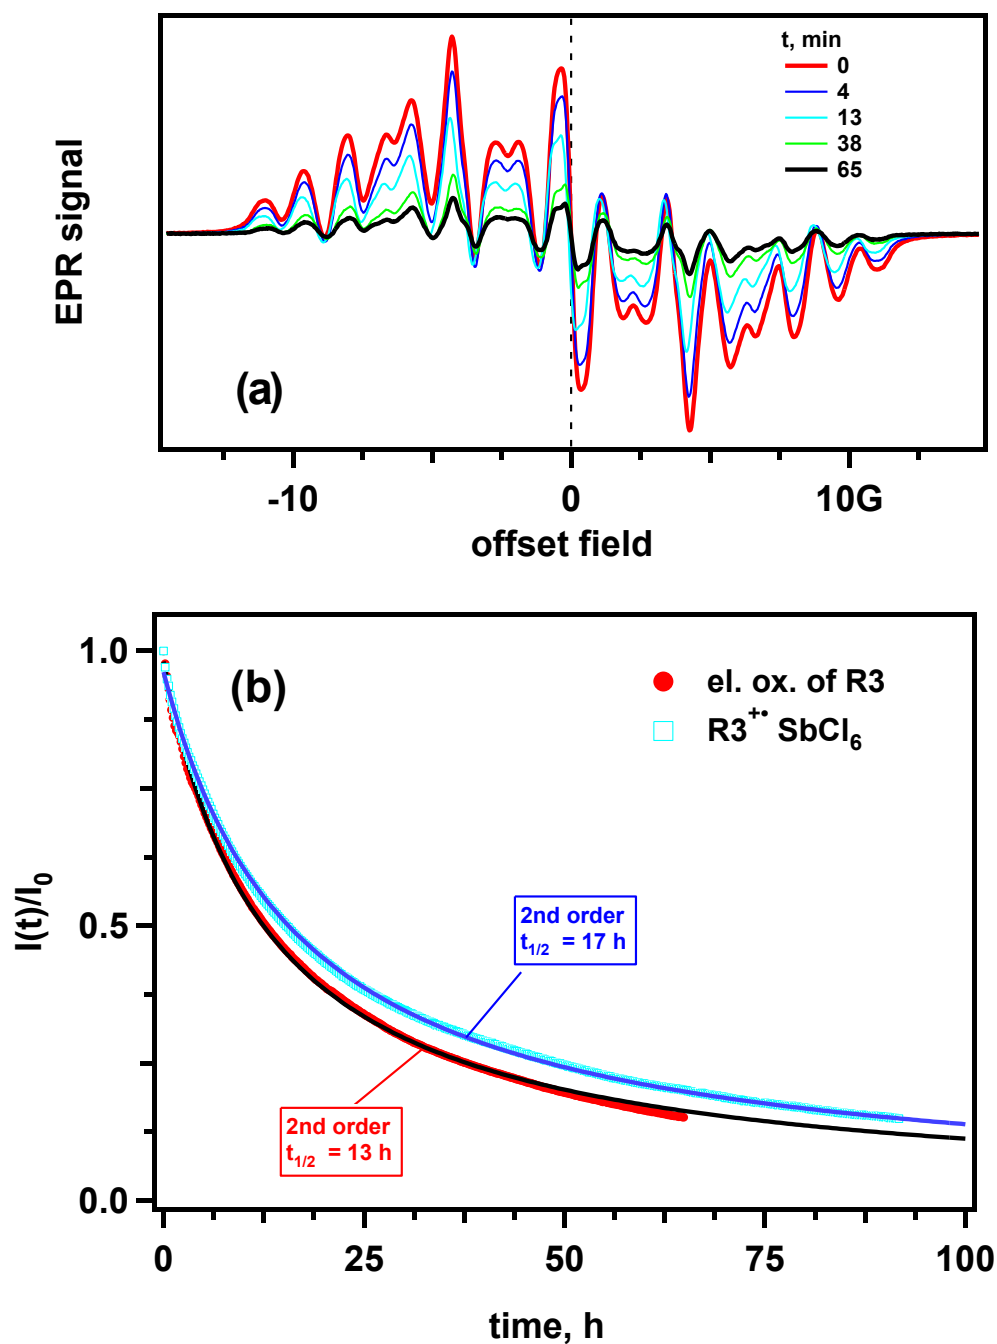 t, min
0
4
13
38
65
EPR signal
(a)
-10
0
10G
offset field
1.0
0.5
0.0
I(t)/I0
(b)
el. ox. of R3
R3+• SbCl6
2nd order
t1/2 = 17 h
2nd order
t1/2 = 13 h
0
25
50
75
100
time, h